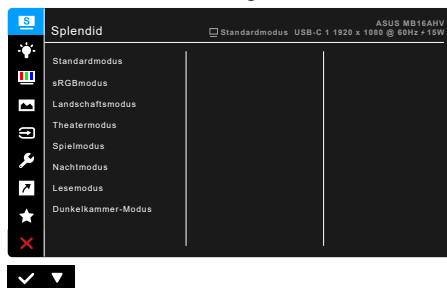 S
Splendid
ASUS MB16AHV
Standardmodus USB-C 1 1920 x 1080 @ 60Hz ⚡15W
Standardmodus
sRGBmodus
Landschaftsmodus
Theatermodus
Spielmodus
Nachtmodus
Lesemodus
Dunkelkammer-Modus